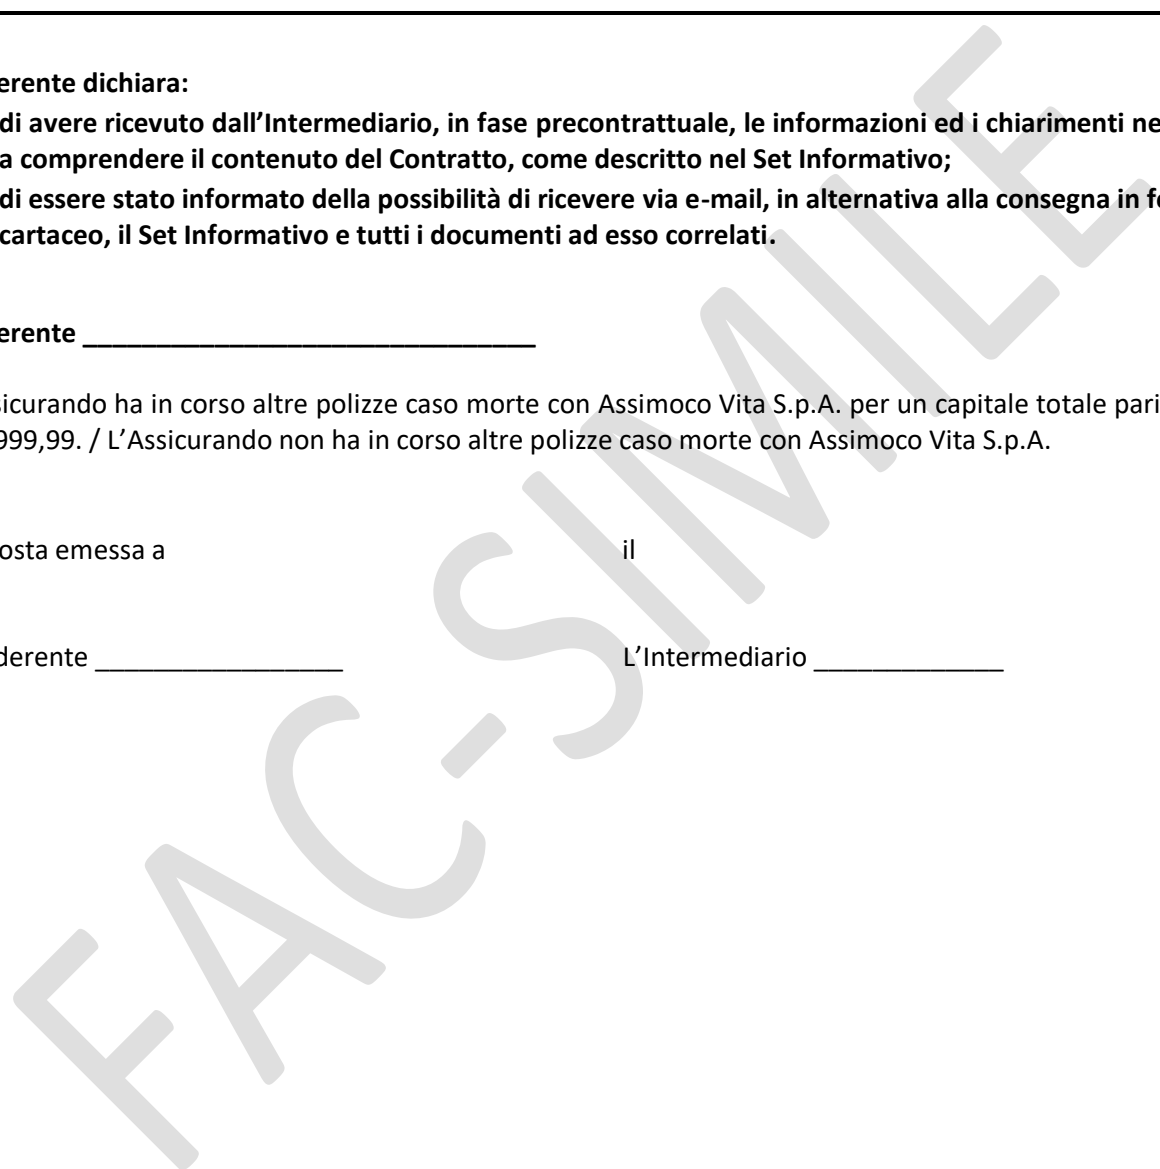 erente dichiara:
di avere ricevuto dall’Intermediario, in fase precontrattuale, le informazioni ed i chiarimenti ne
a comprendere il contenuto del Contratto, come descritto nel Set Informativo;
di essere stato informato della possibilità di ricevere via e-mail, in alternativa alla consegna in fo
cartaceo, il Set Informativo e tutti i documenti ad esso correlati.
erente _______________________________
sicurando ha in corso altre polizze caso morte con Assimoco Vita S.p.A. per un capitale totale pari
999,99. / L’Assicurando non ha in corso altre polizze caso morte con Assimoco Vita S.p.A.
osta emessa a il
derente _________________ L’Intermediario _____________
FAC-SIMILE